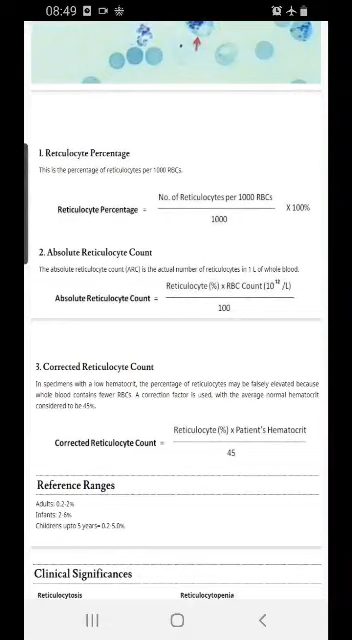 08:49
1. Retculocyte Percentage
This is the percentage of reticulocytes per 1000 RBCs.
Reticulocyte Percentage = No. of Reticulocytes per 1000 RBCs X 100%
1000
2. Absolute Reticulocyte Count
The absolute reticulocyte count (ARC) is the actual number of reticulocytes in 1 L of whole blood.
Absolute Reticulocyte Count = Reticulocyte (%) x RBC Count (10¹² /L)
100
3. Corrected Reticulocyte Count
In specimens with a low hematocrit, the percentage of reticulocytes may be falsely elevated because
whole blood contains fewer RBCs. A correction factor is used, with the average normal hematocrit
considered to be 45%.
Corrected Reticulocyte Count = Reticulocyte (%) x Patient's Hematocrit
45
Reference Ranges
Adults: 0.2-2%
Infants: 2-6%
Childrens upto 5 years= 0.2-5.0%
Clinical Significances
Reticulocytosis Reticulocytopenia